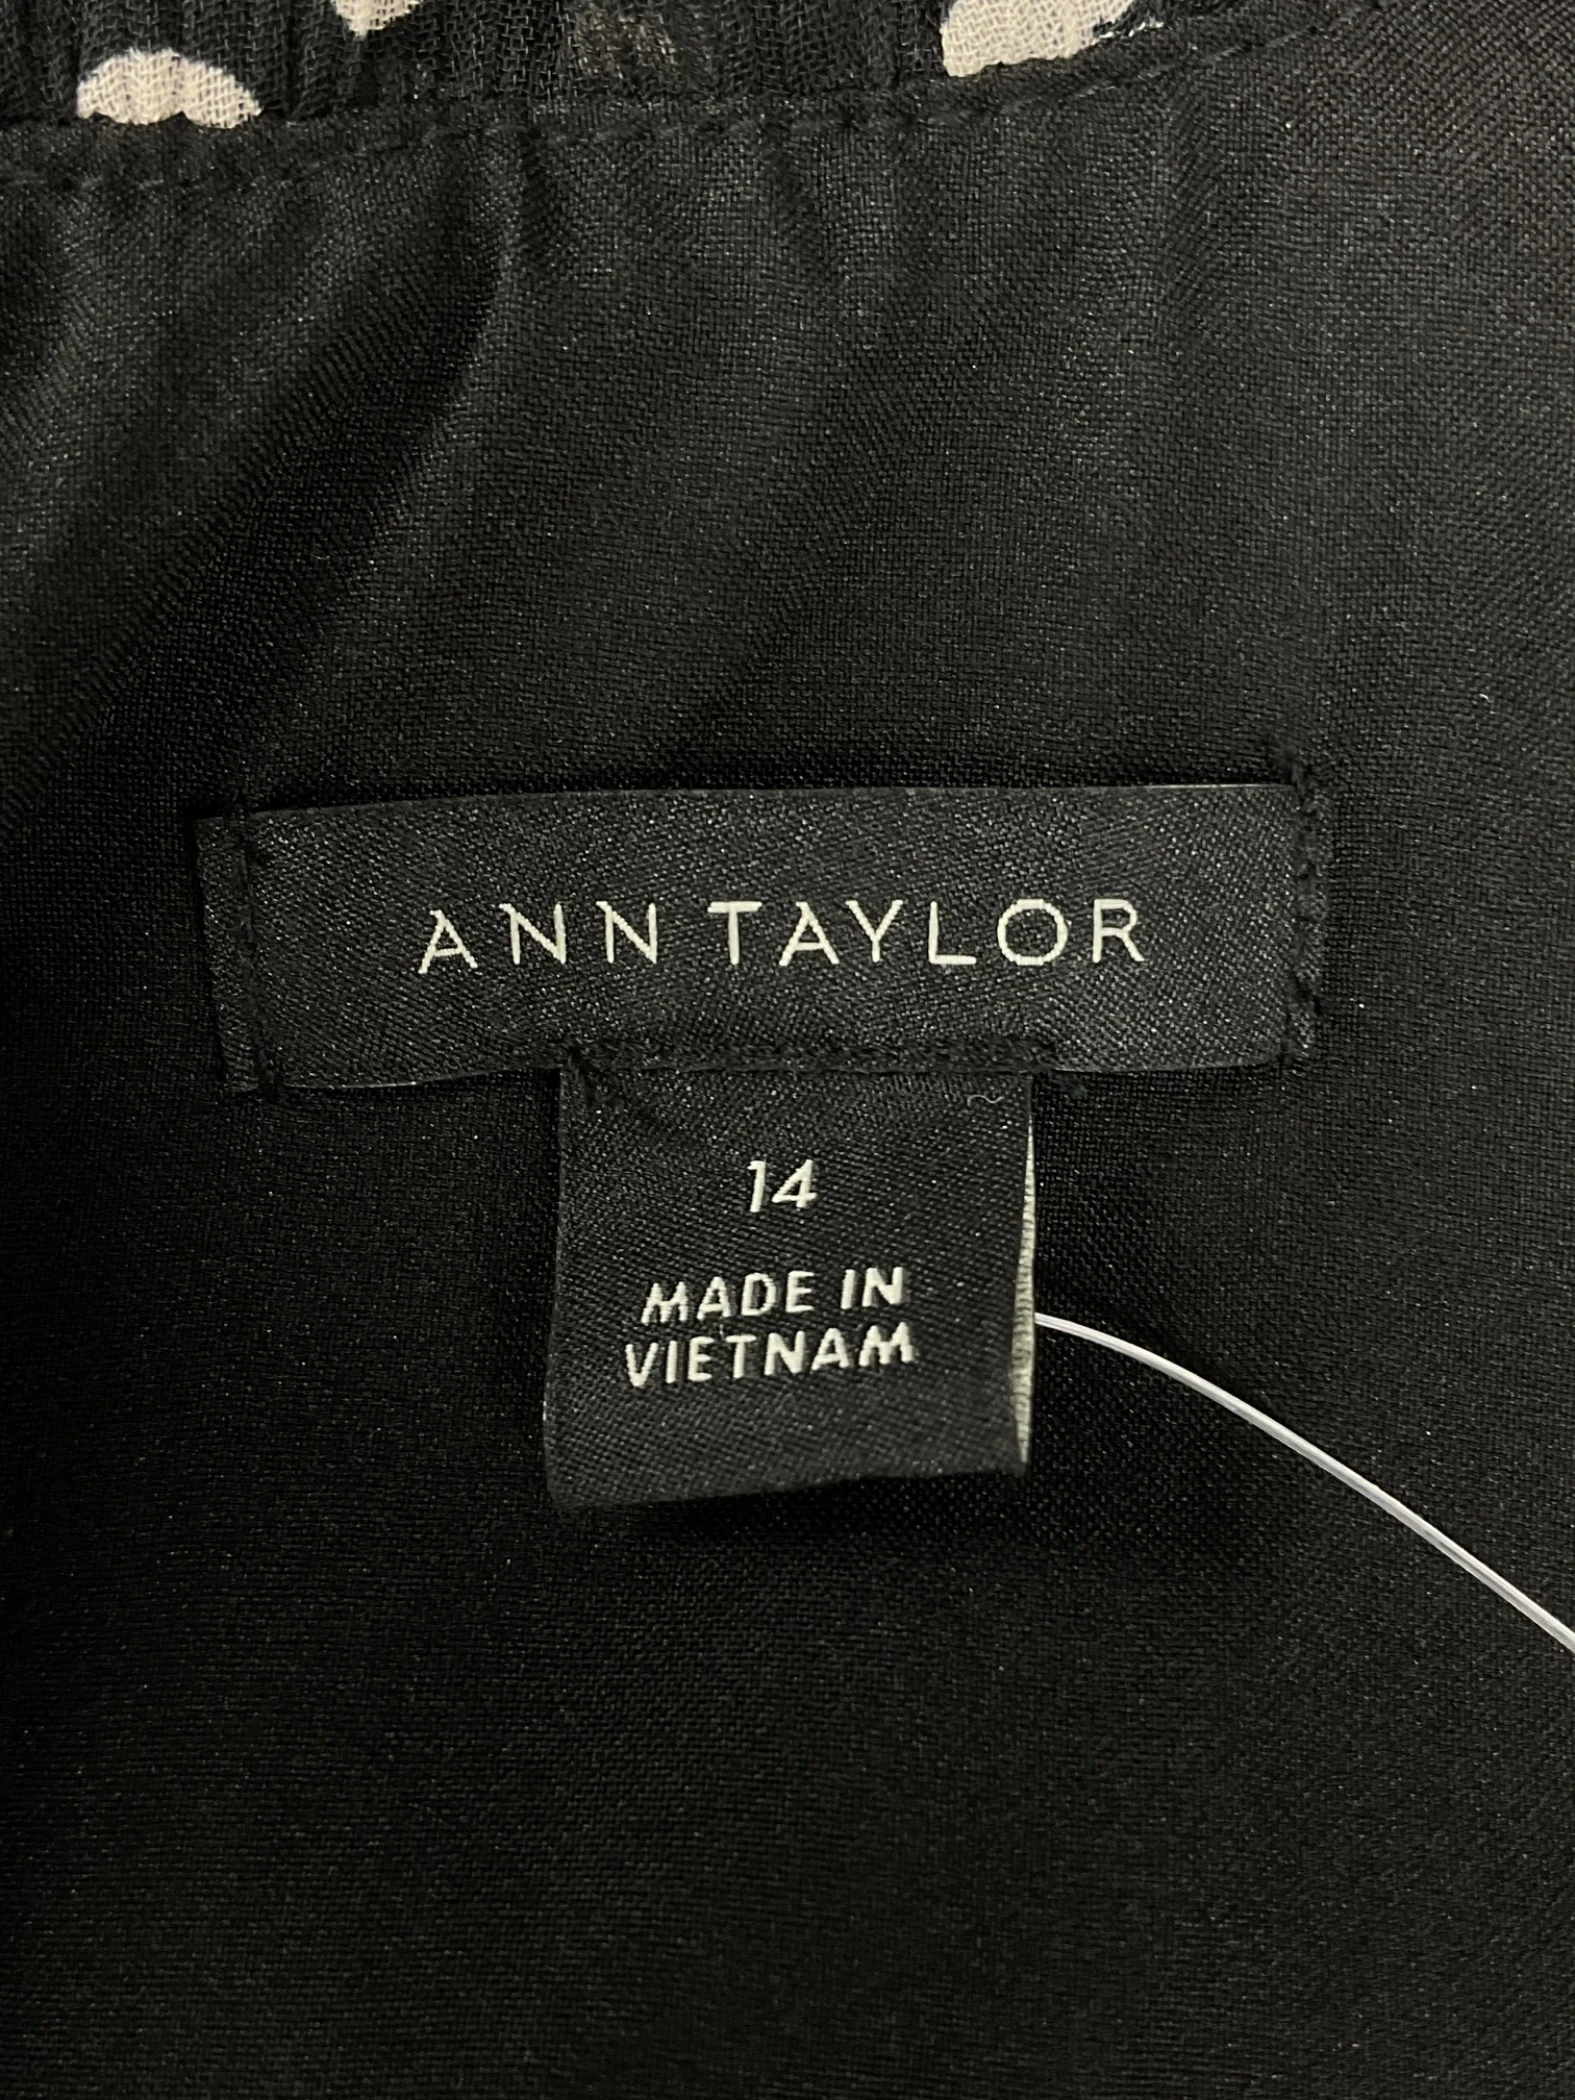 ANN TAYLOR
14
MADE IN
VIETNAM